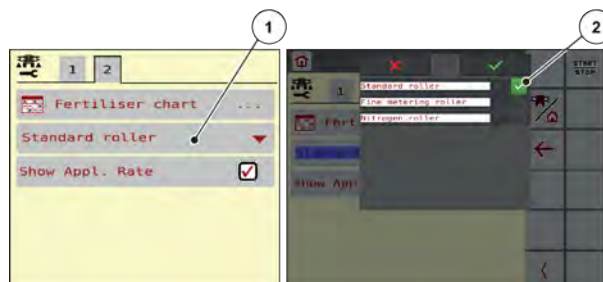 1
2
1 2
Fertiliser chart ...
Standard roller
Show Appl. Rate
START
STOP
1
Standard roller
Fine metering roller
Nitrogen roller
Fert
Standa
Show Appl